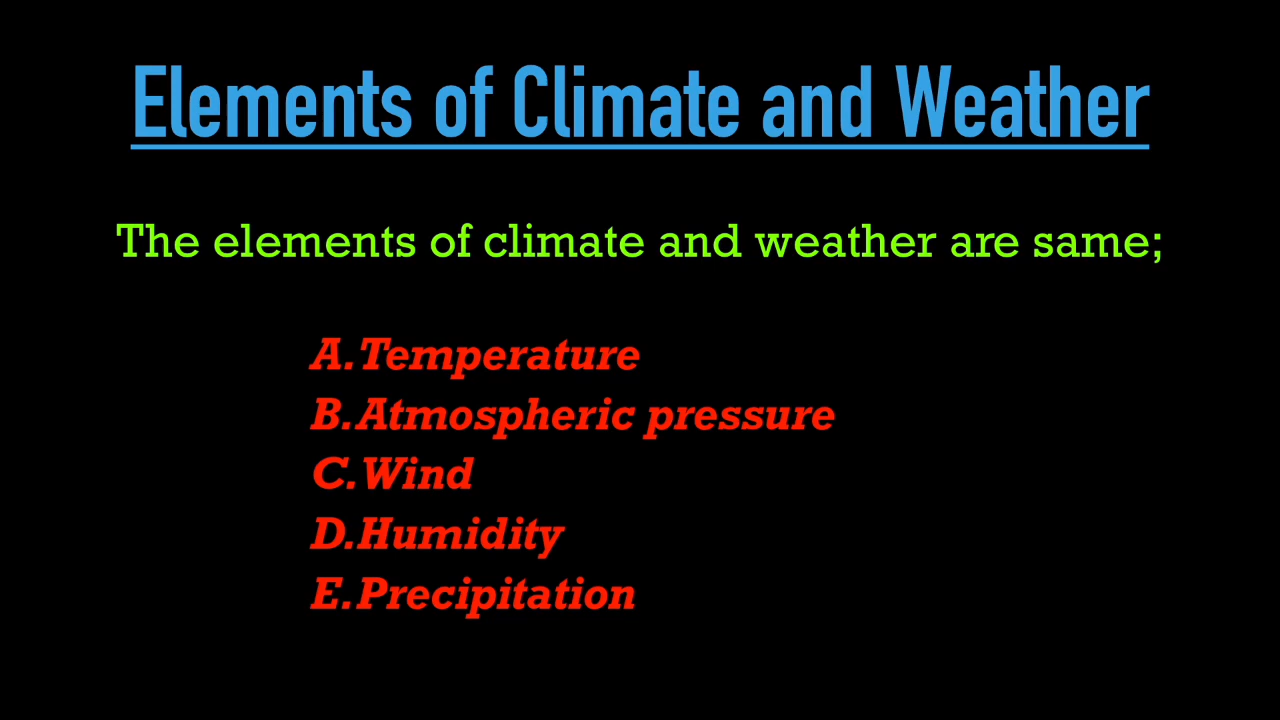 Elements of Climate and Weather
The elements of climate and weather are same;
A.Temperature
B.Atmospheric pressure
C.Wind
D.Humidity
E.Precipitation